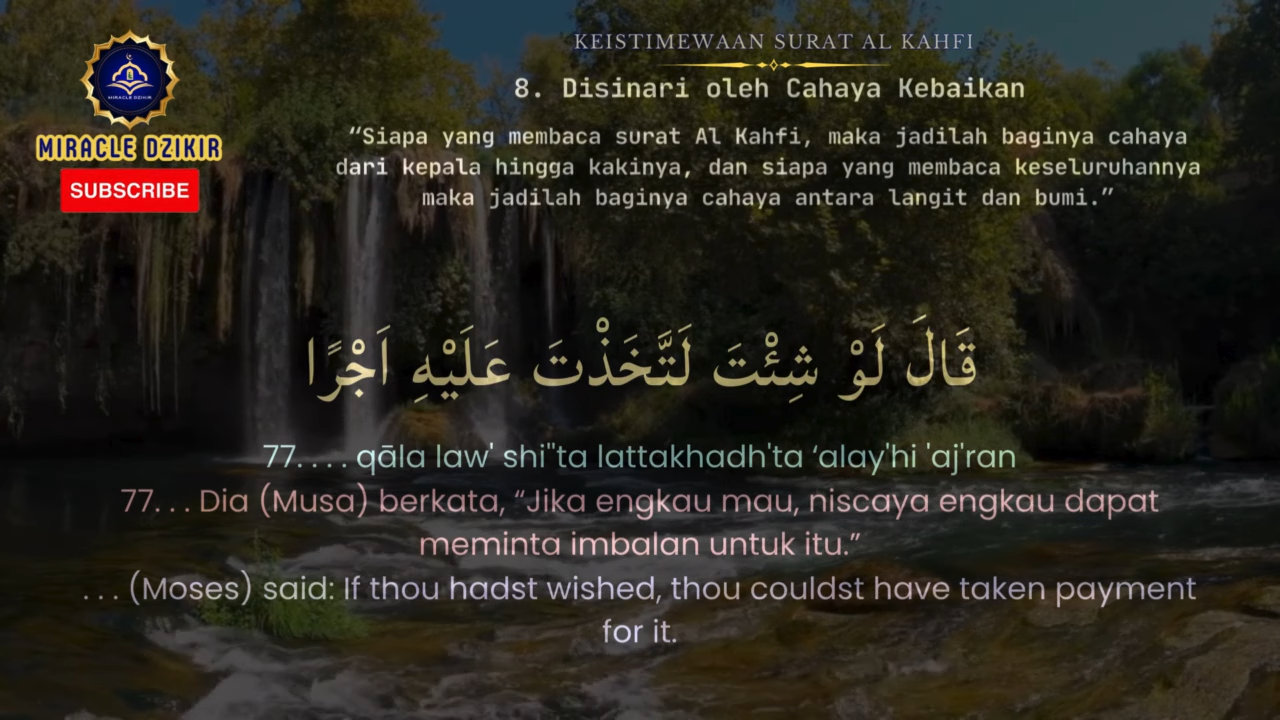 KEISTIMEWAAN SURAT AL KAHFI
8. Disinari oleh Cahaya Kebaikan
MIRACLE DZIKIR
MIRACLE DZIKIR
SUBSCRIBE
“Siapa yang membaca surat Al Kahfi, maka jadilah baginya cahaya
dari kepala hingga kakinya, dan siapa yang membaca keseluruhannya
maka jadilah baginya cahaya antara langit dan bumi.”
قَالَ لَوْ شِئْتَ لَتَّخَذْتَ عَلَيْهِ اَجْرًا
77. . . . qāla law' shi''ta lattakhadh'ta ‘alay'hi 'aj'ran
77. . . Dia (Musa) berkata, “Jika engkau mau, niscaya engkau dapat
meminta imbalan untuk itu.”
. . . (Moses) said: If thou hadst wished, thou couldst have taken payment
for it.